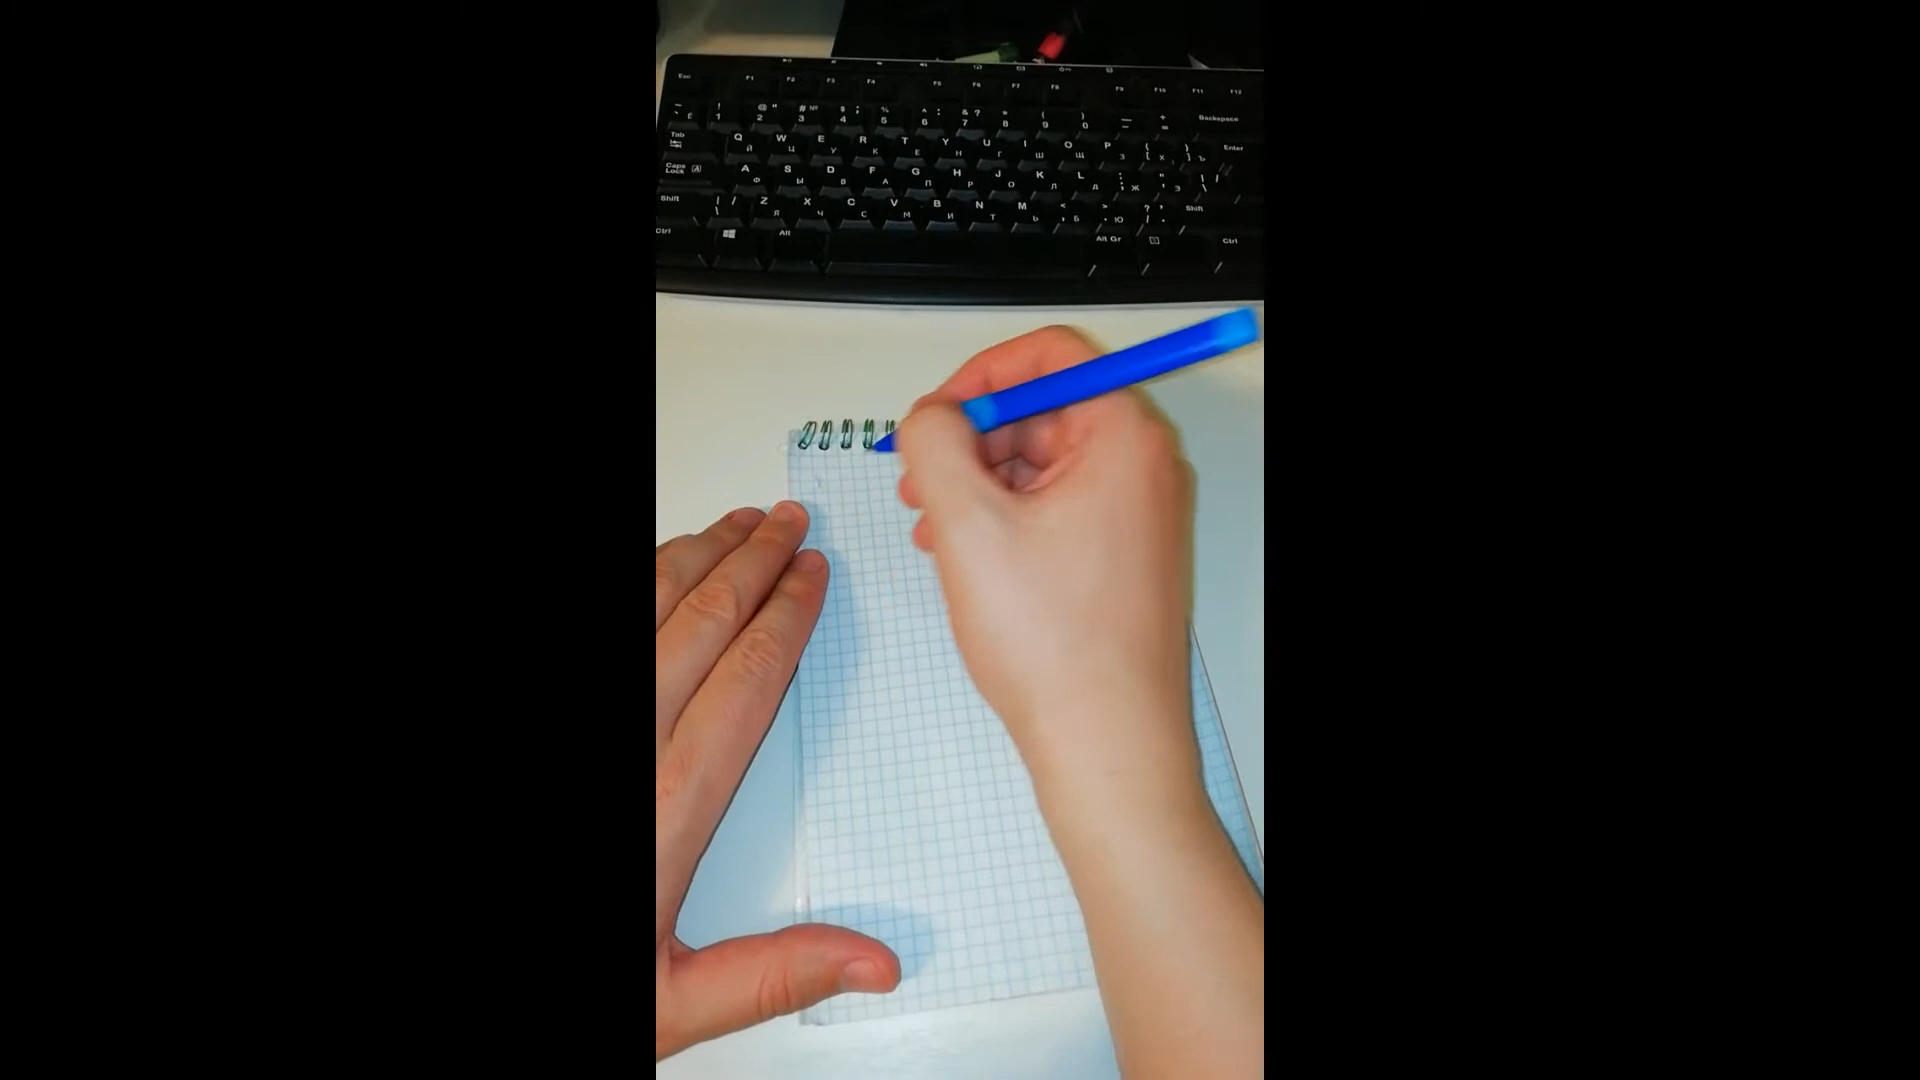 Esc F1 F2 F3 F4 F5 F6 F7 F8 F9 F10 F11 F12
~ ` Ё ! 1 @ " 2 # № 3 $ ; 4 % 5 ^ : 6 & ? 7 * 8 ( 9 ) 0 _ - + = Backspace
Tab Q Й W Ц E У R К T Е Y Н U Г I Ш O Щ P З { [ Х } ] Ъ Enter
Caps Lock A A Ф S Ы D В F А G П H Р J О K Л L Д : ; Ж " ' Э | \ /
Shift | \ / Z Я X Ч C С V М B И N Т M Ь < , Б > . Ю ? / , . Shift
Ctrl Alt Alt Gr Ctrl